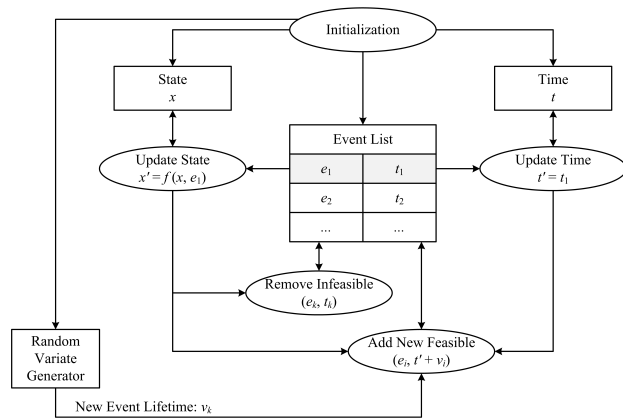 Initialization
State
x
Time
t
Event List
e₁ t₁
e₂ t₂
... ...
Update State
x' = f (x, e₁)
Update Time
t' = t₁
Remove Infeasible
(eₖ, tₖ)
Add New Feasible
(eᵢ, t' + vᵢ)
Random
Variate
Generator
New Event Lifetime: vₖ